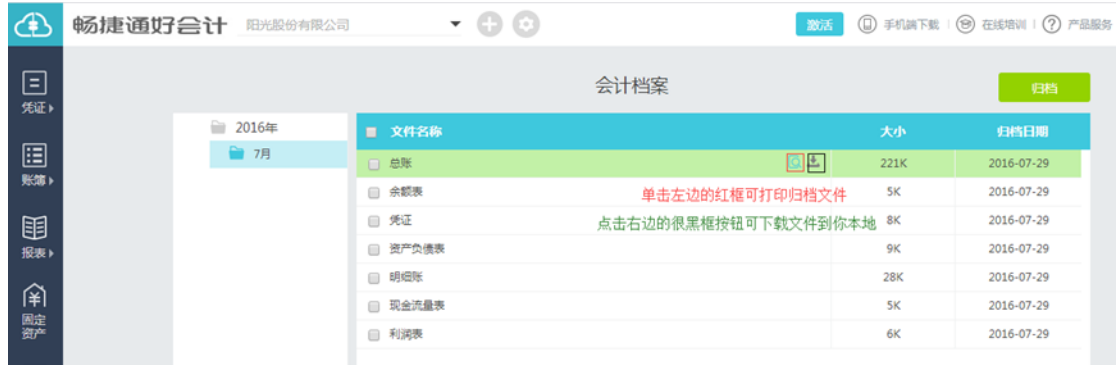 畅捷通好会计 阳光股份有限公司 激活 手机端下载 在线培训 产品服务
会计档案 归档
凭证
账簿
报表
固定
资产
2016年
7月
文件名称 大小 归档日期
总账 221K 2016-07-29
余额表 5K 2016-07-29
单击左边的红框可打印归档文件
凭证 8K 2016-07-29
点击右边的很黑框按钮可下载文件到你本地
资产负债表 9K 2016-07-29
明细账 28K 2016-07-29
现金流量表 5K 2016-07-29
利润表 6K 2016-07-29